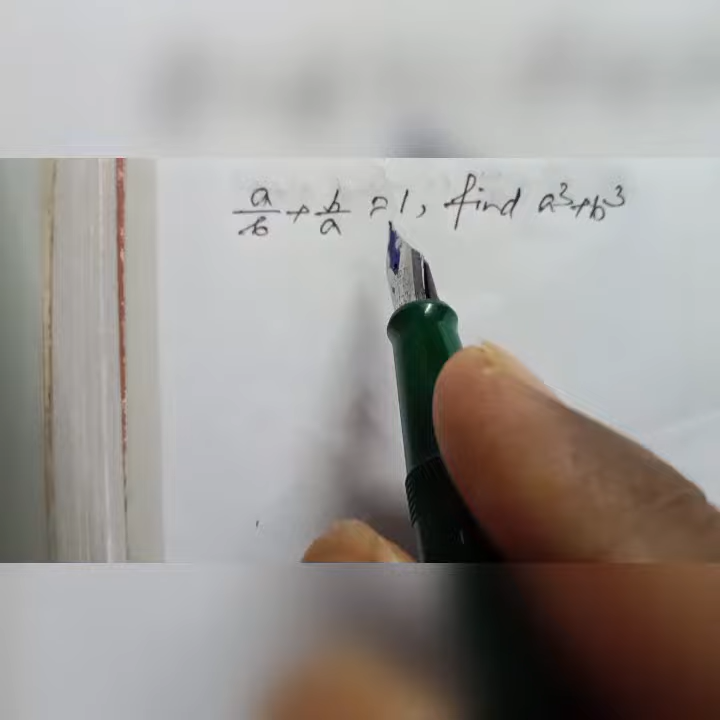 a/b + b/a = 1, find a³+b³